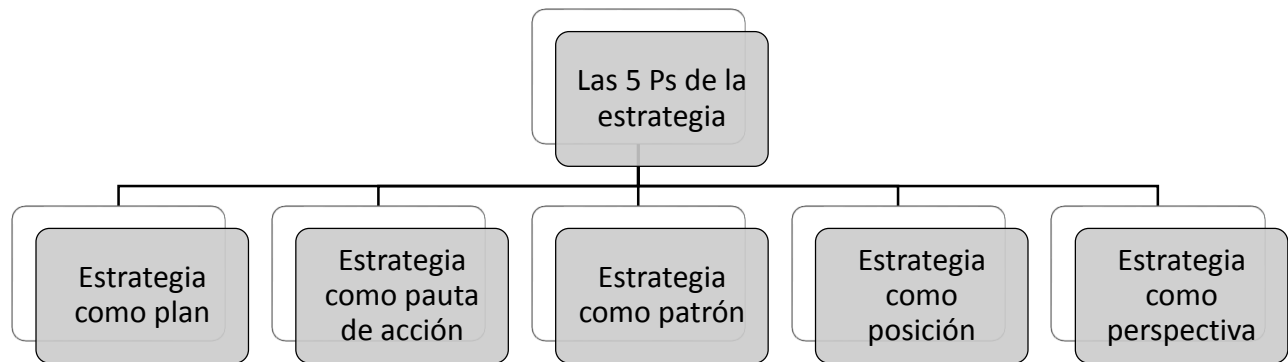 Las 5 Ps de la
estrategia
Estrategia
como plan
Estrategia
como pauta
de acción
Estrategia
como patrón
Estrategia
como
posición
Estrategia
como
perspectiva